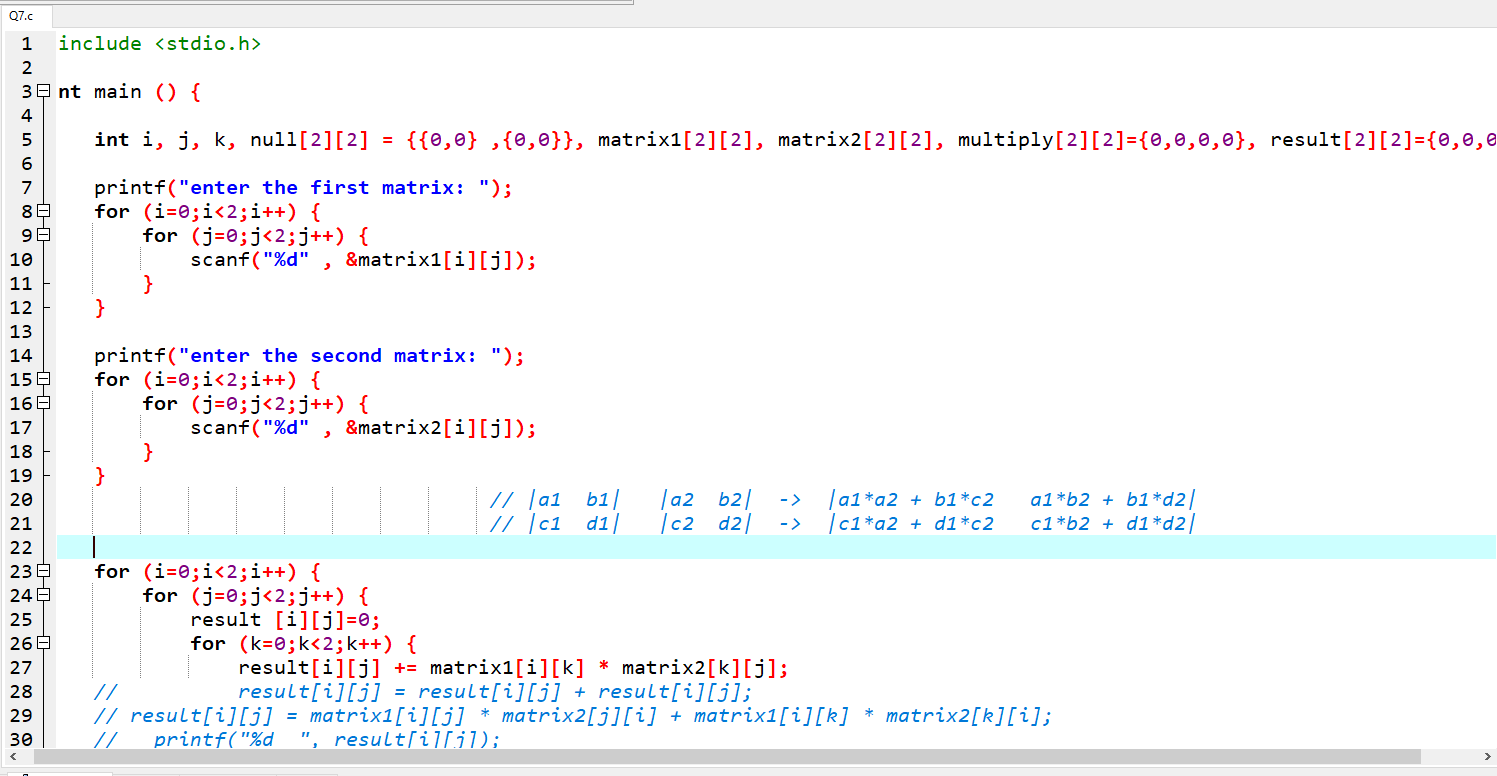 Q7.c
1 include <stdio.h>
2
3 nt main () {
4
5 int i, j, k, null[2][2] = {{0,0} ,{0,0}}, matrix1[2][2], matrix2[2][2], multiply[2][2]={0,0,0,0}, result[2][2]={0,0,0
6
7 printf("enter the first matrix: ");
8 for (i=0;i<2;i++) {
9 for (j=0;j<2;j++) {
10 scanf("%d" , &matrix1[i][j]);
11 }
12 }
13
14 printf("enter the second matrix: ");
15 for (i=0;i<2;i++) {
16 for (j=0;j<2;j++) {
17 scanf("%d" , &matrix2[i][j]);
18 }
19 }
20 // |a1  b1|   |a2  b2|  ->  |a1*a2 + b1*c2   a1*b2 + b1*d2|
21 // |c1  d1|   |c2  d2|  ->  |c1*a2 + d1*c2   c1*b2 + d1*d2|
22
23 for (i=0;i<2;i++) {
24 for (j=0;j<2;j++) {
25 result [i][j]=0;
26 for (k=0;k<2;k++) {
27 result[i][j] += matrix1[i][k] * matrix2[k][j];
28 // result[i][j] = result[i][j] + result[i][j];
29 // result[i][j] = matrix1[i][j] * matrix2[j][i] + matrix1[i][k] * matrix2[k][i];
30 // printf("%d  ", result[i][j]);